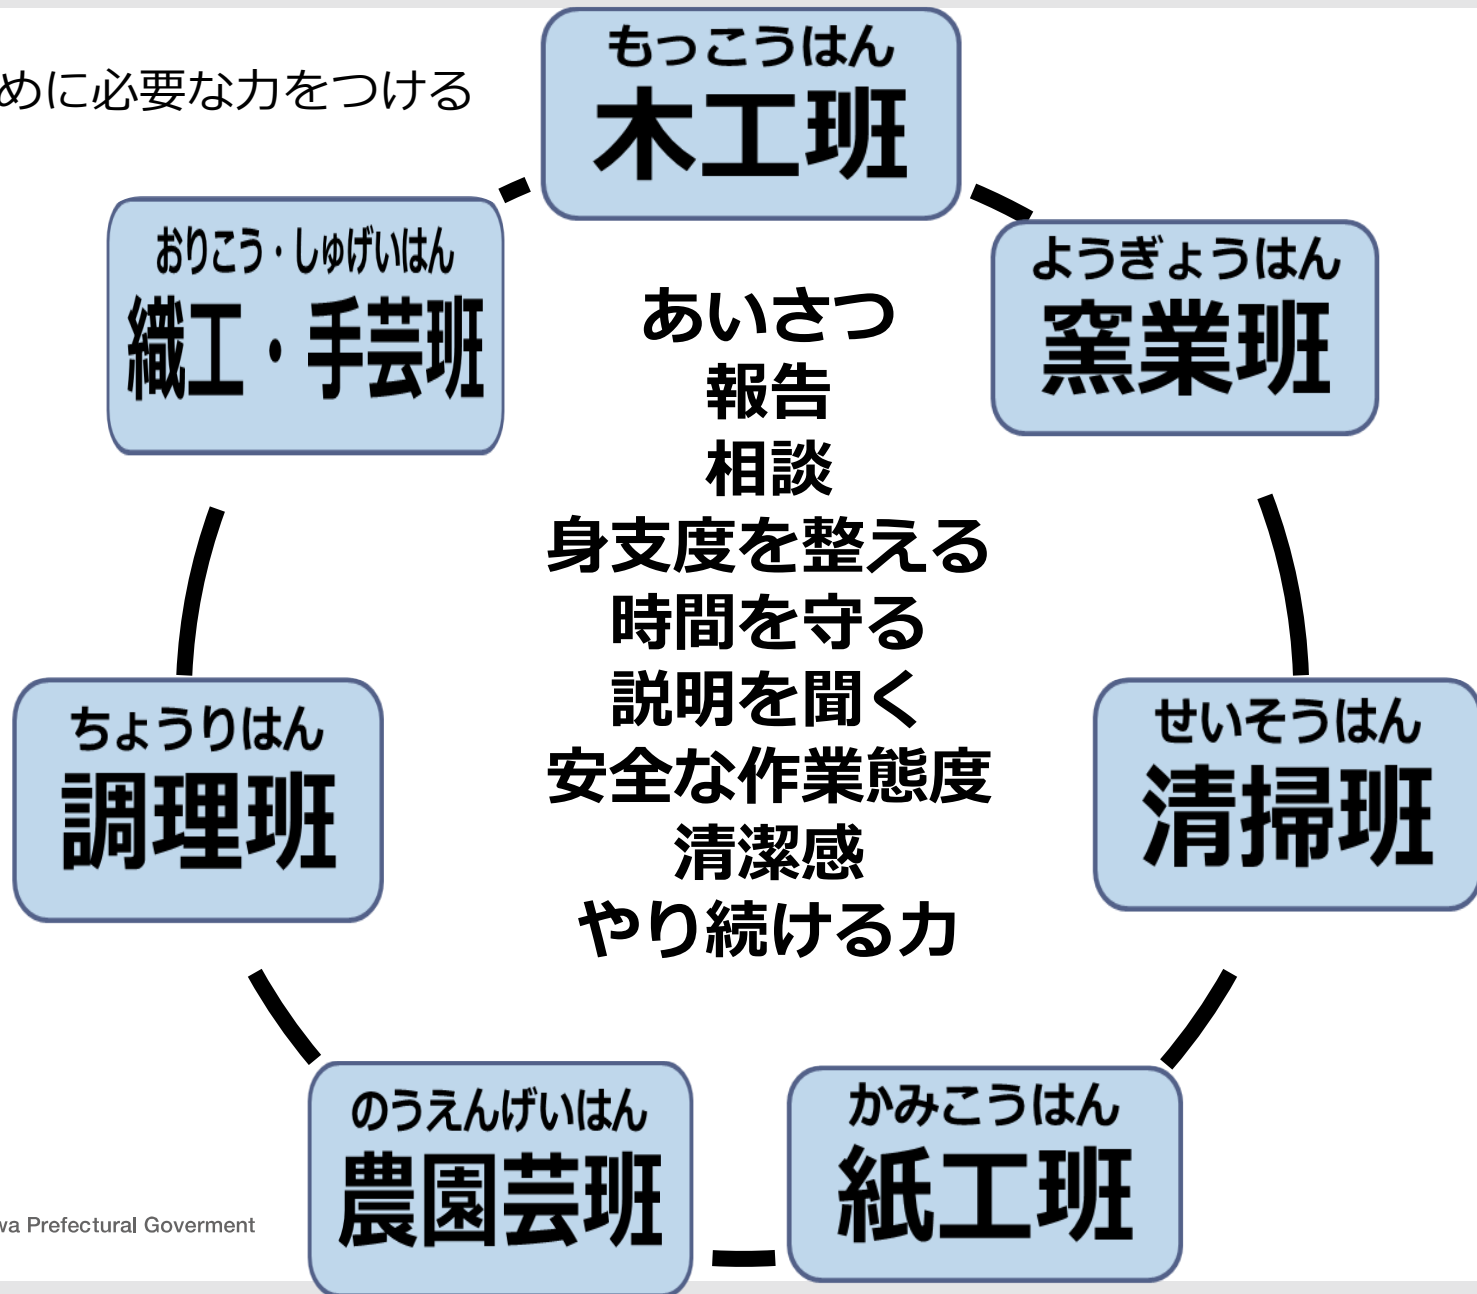 めに必要な力をつける
もっこうはん
木工班
おりこう・しゅげいはん
織工・手芸班
ようぎょうはん
窯業班
あいさつ
報告
相談
身支度を整える
時間を守る
説明を聞く
安全な作業態度
清潔感
やり続ける力
ちょうりはん
調理班
せいそうはん
清掃班
のうえんげいはん
農園芸班
かみこうはん
紙工班
wa Prefectural Goverment